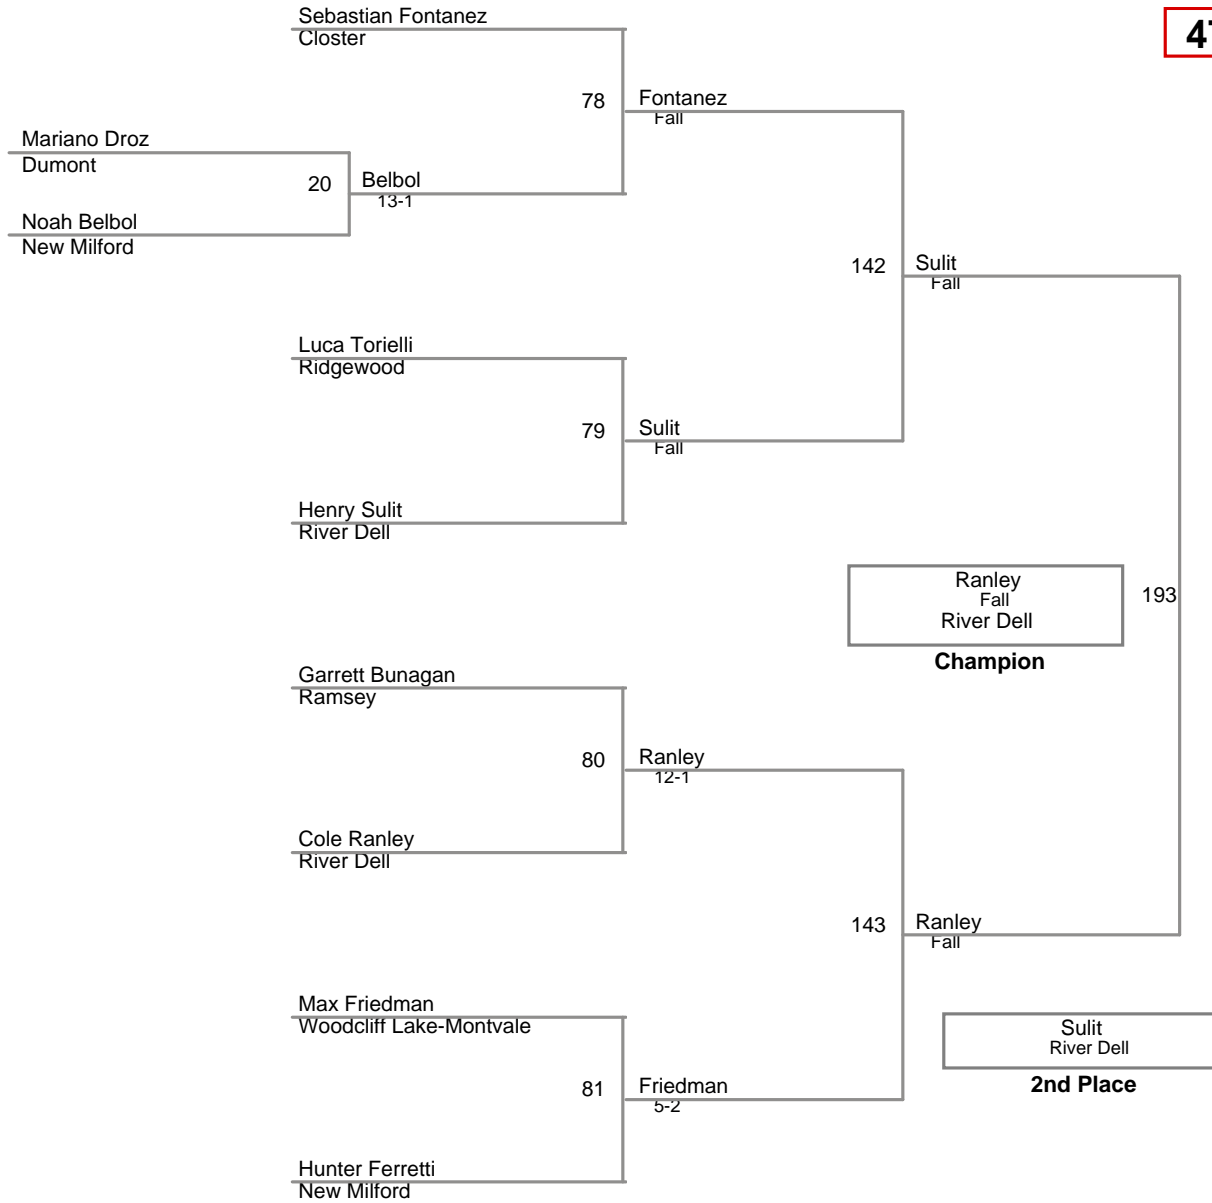 Sebastian Fontanez
Closter
47
78
Fontanez
Fall
Mariano Droz
Dumont
20
Belbol
13-1
Noah Belbol
New Milford
142
Sulit
Fall
Luca Torielli
Ridgewood
79
Sulit
Fall
Henry Sulit
River Dell
Ranley
Fall
River Dell
193
Champion
Garrett Bunagan
Ramsey
80
Ranley
12-1
Cole Ranley
River Dell
143
Ranley
Fall
Max Friedman
Woodcliff Lake-Montvale
Sulit
River Dell
2nd Place
81
Friedman
5-2
Hunter Ferretti
New Milford